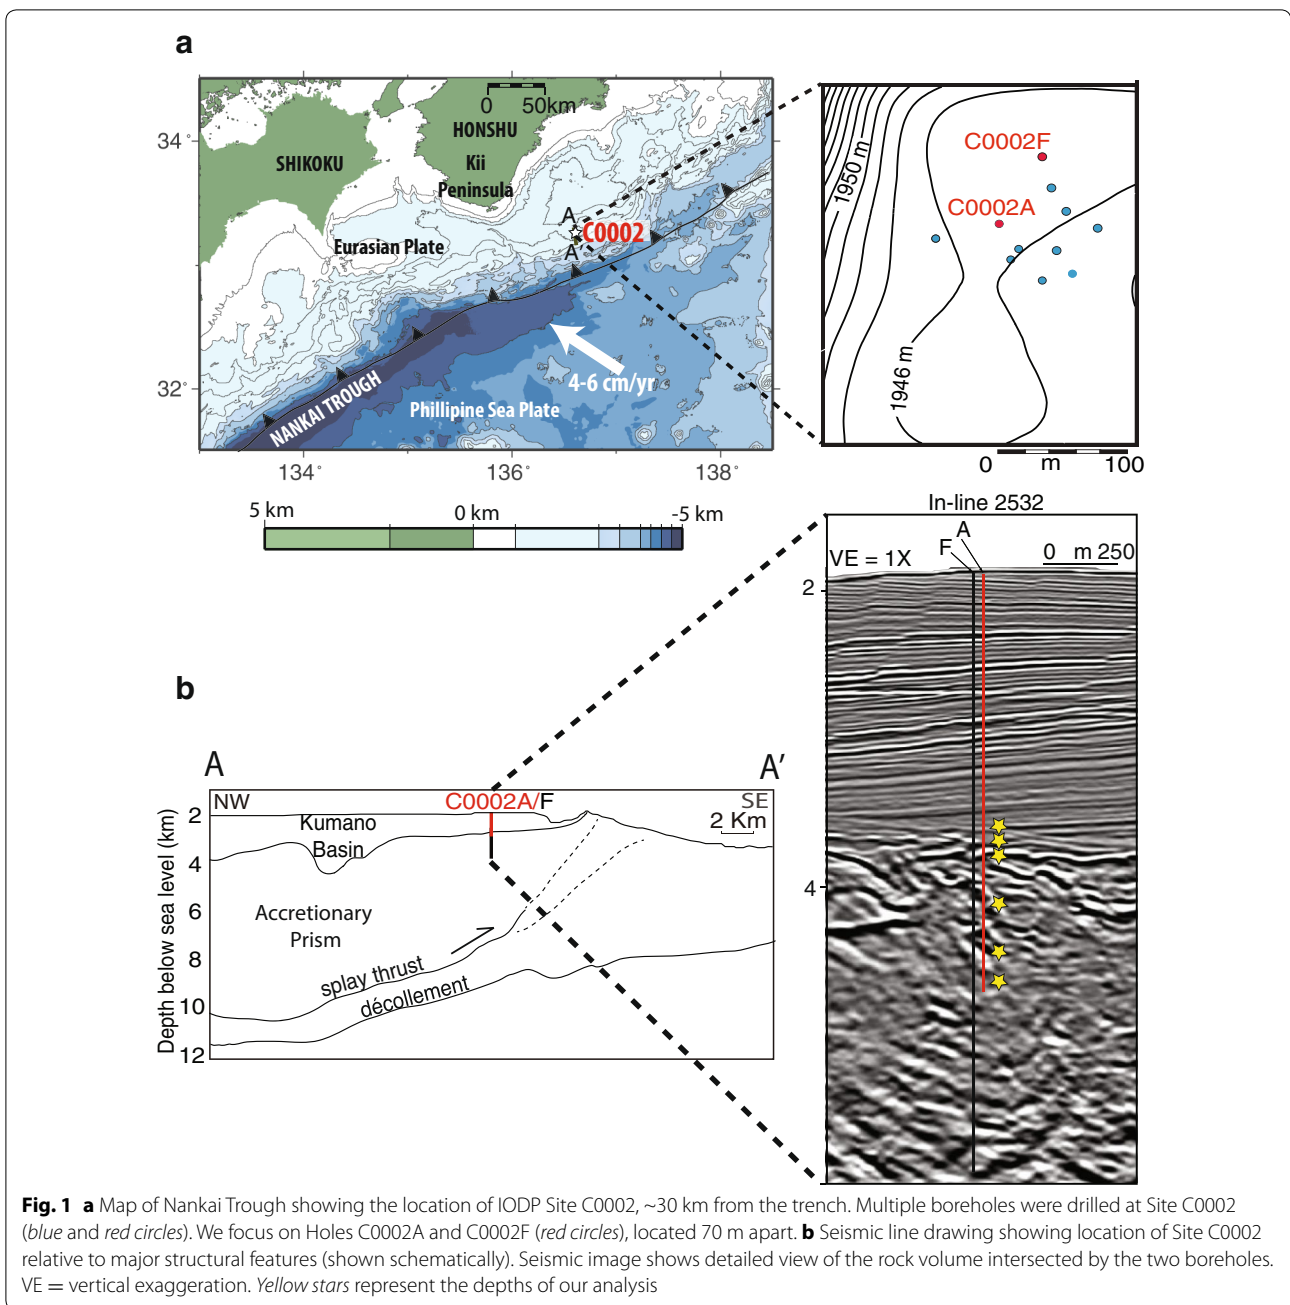 a
0 50km
HONSHU
SHIKOKU
Kii
Peninsula
34°
A
C0002
A'
Eurasian Plate
4-6 cm/yr
32°
NANKAI TROUGH
Phillipine Sea Plate
134°
136°
138°
5 km
0 km
-5 km
C0002F
C0002A
1950 m
1946 m
0 m 100
In-line 2532
A
F
VE = 1X
0 m 250
2
4
b
A
A'
NW
C0002A/F
SE
2 Km
Kumano
Basin
Accretionary
Prism
splay thrust
décollement
Depth below sea level (km)
2
4
6
8
10
12
Fig. 1 a Map of Nankai Trough showing the location of IODP Site C0002, ~30 km from the trench. Multiple boreholes were drilled at Site C0002
(blue and red circles). We focus on Holes C0002A and C0002F (red circles), located 70 m apart. b Seismic line drawing showing location of Site C0002
relative to major structural features (shown schematically). Seismic image shows detailed view of the rock volume intersected by the two boreholes.
VE = vertical exaggeration. Yellow stars represent the depths of our analysis